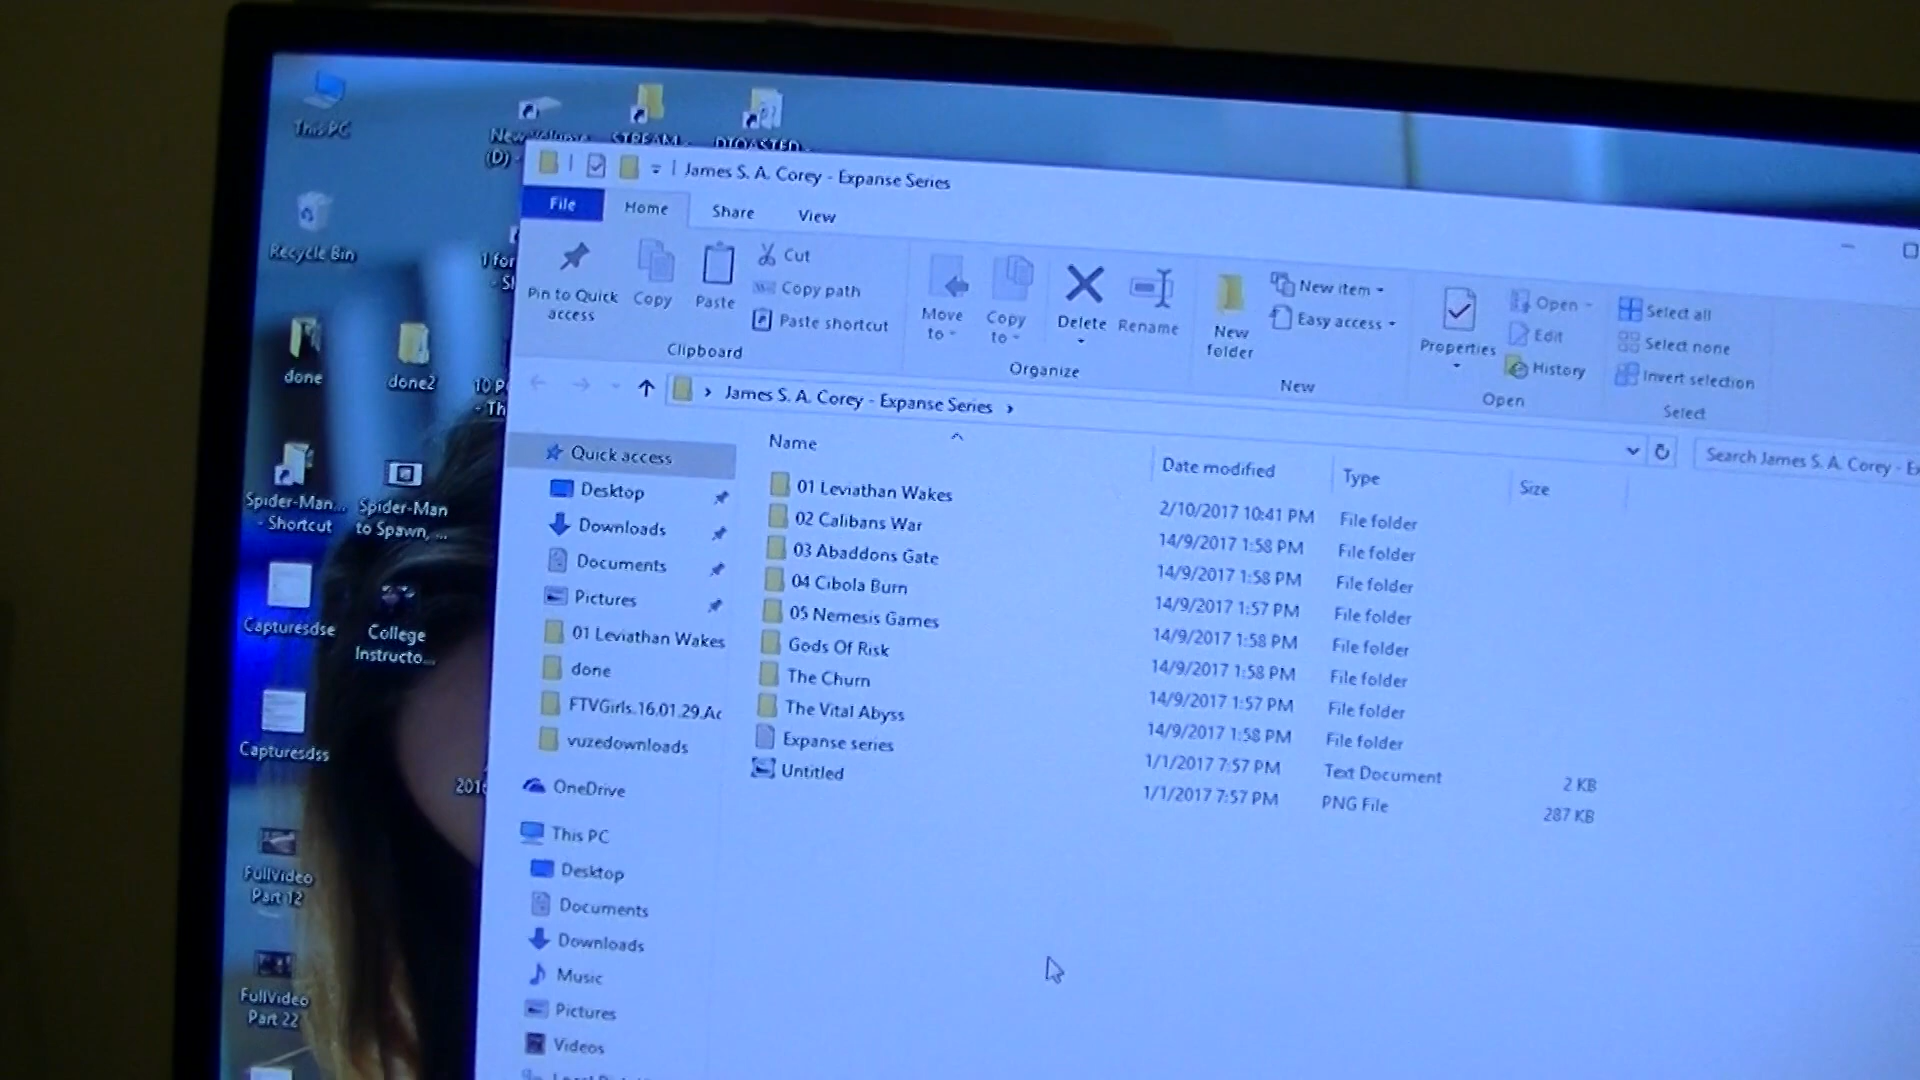 This PC
New Volume
(D) -
STREAM -
DTOASTED -
Recycle Bin
1 for
done
done2
10 P
- Th
Spider-Man...
- Shortcut
Spider-Man
to Spawn, ...
Capturesdse
College
Instructo...
Capturesdss
2016
FullVideo
Part 12
FullVideo
Part 22
James S. A. Corey - Expanse Series
File
Home
Share
View
Pin to Quick
access
Copy
Paste
Cut
Copy path
Paste shortcut
Clipboard
Move
to
Copy
to
Delete
Rename
Organize
New
folder
New item
Easy access
New
Properties
Open
Edit
History
Open
Select all
Select none
Invert selection
Select
James S. A. Corey - Expanse Series
Search James S. A. Corey - Ex
Quick access
Desktop
Downloads
Documents
Pictures
01 Leviathan Wakes
done
FTVGirls.16.01.29.Ac
vuzedownloads
OneDrive
This PC
Desktop
Documents
Downloads
Music
Pictures
Videos
Name Date modified Type Size
01 Leviathan Wakes 2/10/2017 10:41 PM File folder
02 Calibans War 14/9/2017 1:58 PM File folder
03 Abaddons Gate 14/9/2017 1:58 PM File folder
04 Cibola Burn 14/9/2017 1:57 PM File folder
05 Nemesis Games 14/9/2017 1:58 PM File folder
Gods Of Risk 14/9/2017 1:58 PM File folder
The Churn 14/9/2017 1:57 PM File folder
The Vital Abyss 14/9/2017 1:58 PM File folder
Expanse series 1/1/2017 7:57 PM Text Document 2 KB
Untitled 1/1/2017 7:57 PM PNG File 287 KB